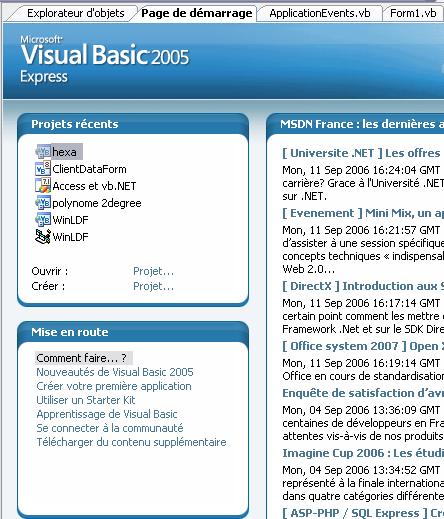 Explorateur d'objets Page de démarrage ApplicationEvents.vb Form1.vb
Microsoft
Visual Basic 2005
Express
Projets récents
hexa
ClientDataForm
Access et vb.NET
polynome 2degree
WinLDF
WinLDF
Ouvrir : Projet...
Créer : Projet...
Mise en route
Comment faire... ?
Nouveautés de Visual Basic 2005
Créer votre première application
Utiliser un Starter Kit
Apprentissage de Visual Basic
Se connecter à la communauté
Télécharger du contenu supplémentaire
MSDN France : les dernières
[ Universite .NET ] Les offres
Mon, 11 Sep 2006 16:24:04 GMT
carrière? Grace à l'Université .NET
sur .NET.
[ Evenement ] Mini Mix, un
Mon, 11 Sep 2006 16:21:57 GMT
d'assister à une session spécifique
concepts techniques « indispensa
Web 2.0...
[ DirectX ] Introduction aux
Mon, 11 Sep 2006 16:17:14 GMT
certain point comment les mettre
Framework .Net et sur le SDK Dire
[ Office system 2007 ] Open
Mon, 11 Sep 2006 16:19:14 GMT
Office en cours de standardisation
Enquête de satisfaction d'av
Mon, 04 Sep 2006 13:36:09 GMT
centaines de développeurs en Fra
attentes vis-à-vis de nos produits
Imagine Cup 2006 : Les étudi
Mon, 04 Sep 2006 13:34:52 GMT
représenté à la finale internationa
dans quatre catégories différente
[ ASP-PHP / SQL Express ] Cr